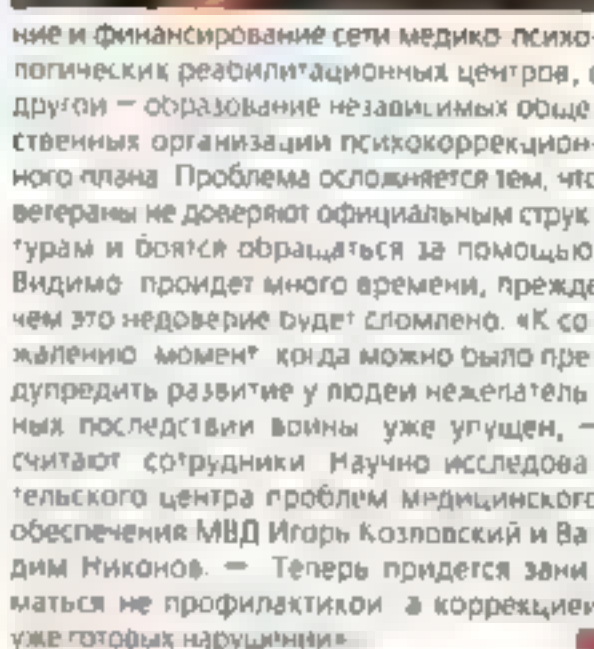 ние и финансирование сети медико-психо-
логических реабилитационных центров, с
другой — образование независимых обще-
ственных организаций психокоррекцион-
ного плана. Проблема осложняется тем, что
ветераны не доверяют официальным струк-
турам и боятся обращаться за помощью.
Видимо, пройдет много времени, прежде
чем это недоверие будет сломлено. «К со-
жалению, момент, когда можно было пре-
дупредить развитие у людей нежелатель-
ных последствий войны, уже упущен, —
считают сотрудники Научно-исследова-
тельского центра проблем медицинского
обеспечения МВД Игорь Козловский и Ва-
дим Никонов. — Теперь придется зани-
маться не профилактикой, а коррекцией
уже готовых нарушений»